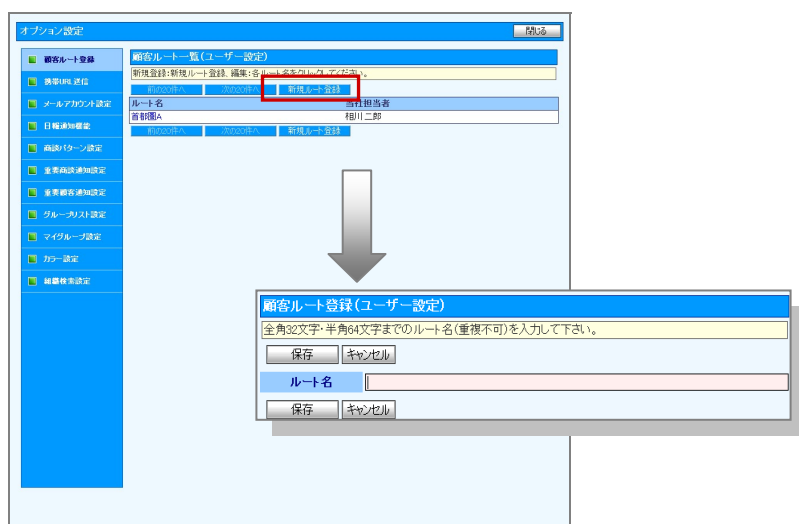 オプション設定
閉じる
顧客ルート登録
携帯URL送信
メールアカウント設定
日報通知機能
商談パターン設定
重要商談通知設定
重要顧客通知設定
グループリスト設定
マイグループ設定
カラー設定
組織検索設定
顧客ルート一覧(ユーザー設定)
新規登録:新規ルート登録、編集:各ルート名をクリックしてください。
前の20件へ 次の20件へ 新規ルート登録
ルート名 当社担当者
首都圏A 相川 二郎
前の20件へ 次の20件へ 新規ルート登録
顧客ルート登録(ユーザー設定)
全角32文字・半角64文字までのルート名(重複不可)を入力して下さい。
保存 キャンセル
ルート名
保存 キャンセル